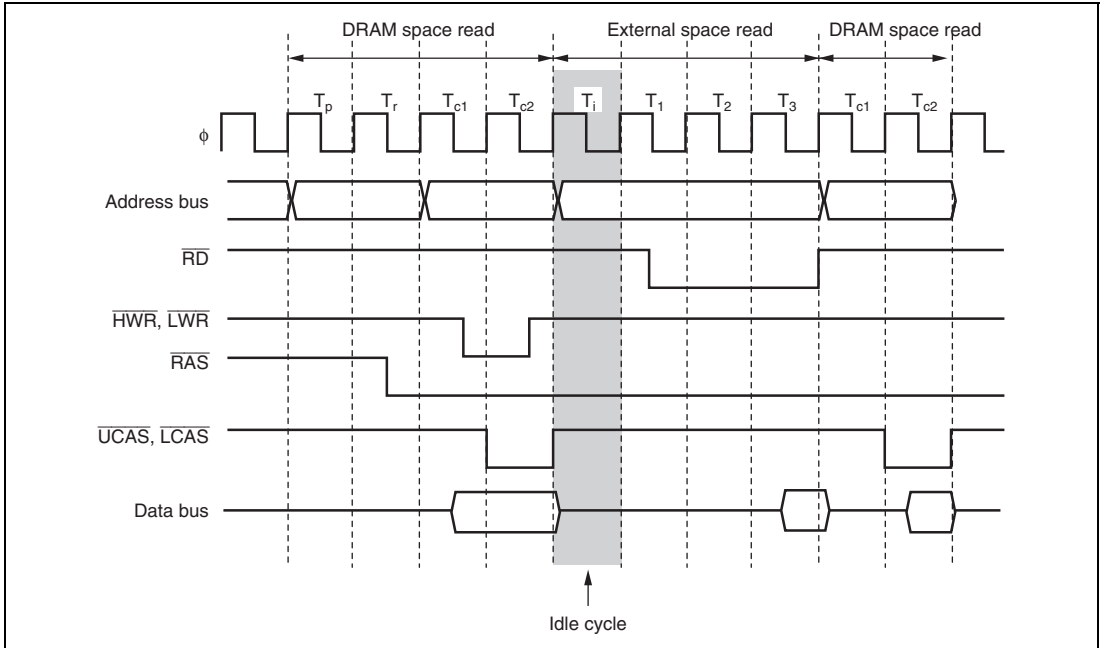 DRAM space read External space read DRAM space read
Tp Tr Tc1 Tc2 Ti T1 T2 T3 Tc1 Tc2
ϕ
Address bus
RD
HWR, LWR
RAS
UCAS, LCAS
Data bus
Idle cycle